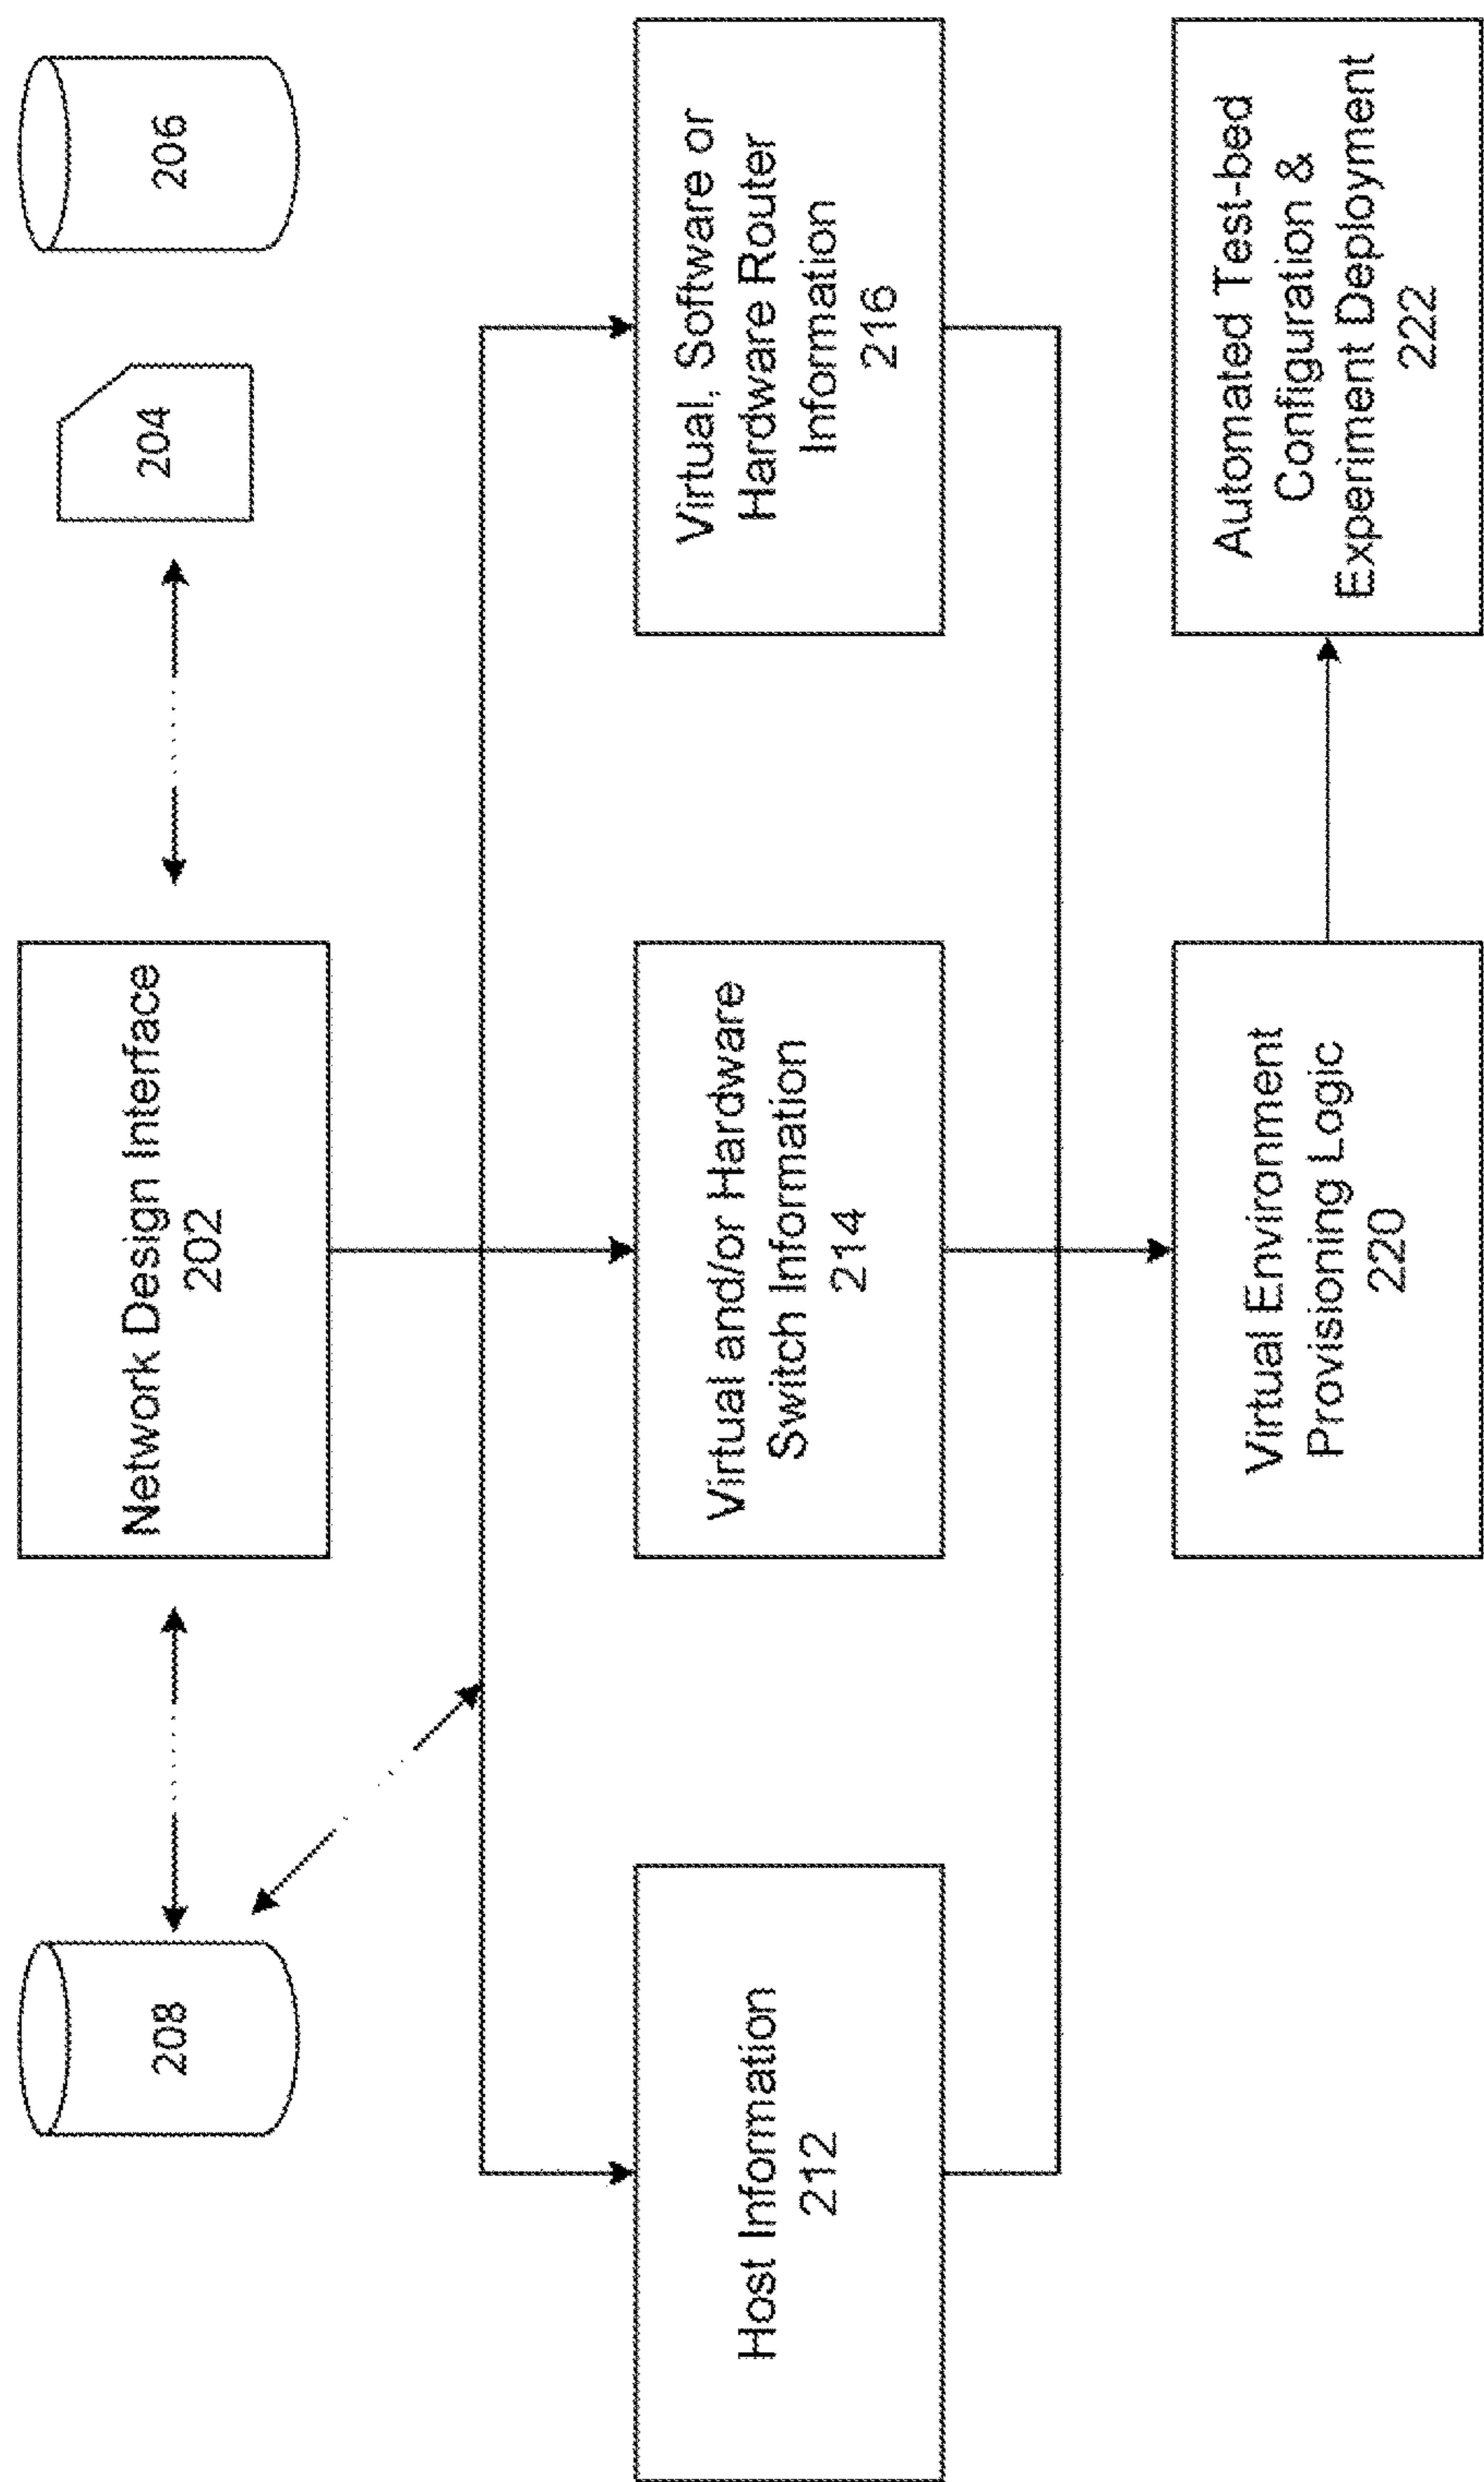 208
Network Design Interface
202
204
206
Host Information
212
Virtual and/or Hardware
Switch Information
214
Virtual, Software or
Hardware Router
Information
216
Virtual Environment
Provisioning Logic
220
Automated Test-bed
Configuration &
Experiment Deployment
222